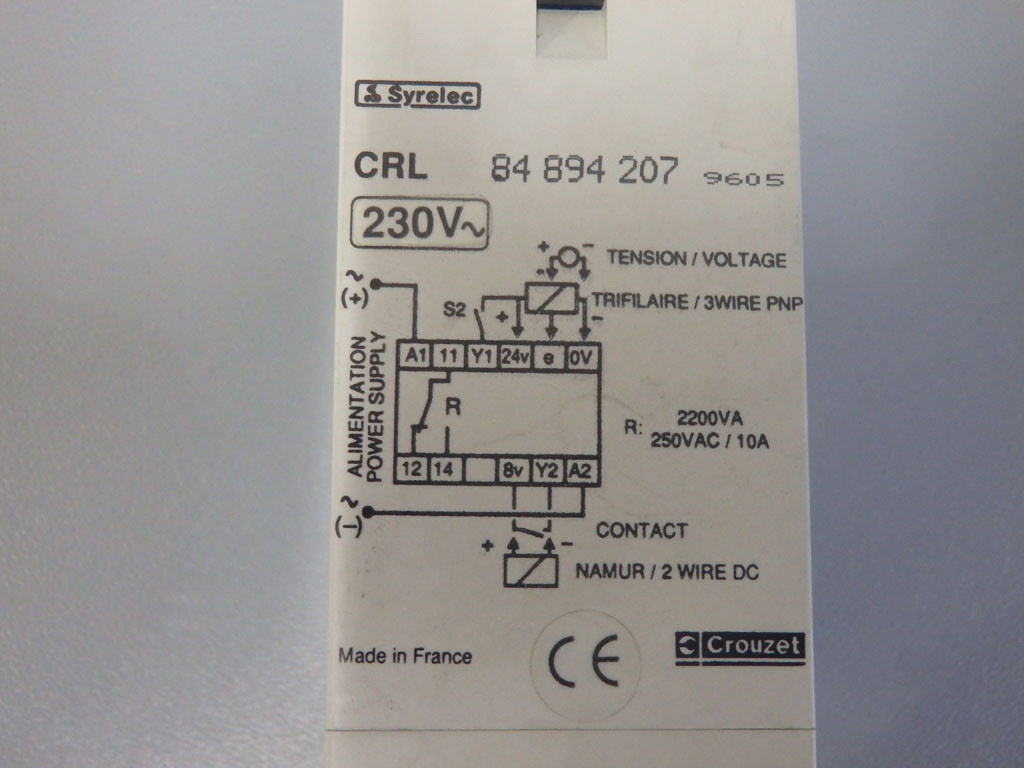 Syrelec
CRL 84 894 207 9605
230V~
+ − TENSION / VOLTAGE
~ (+)
S2 + - − TRIFILAIRE / 3WIRE PNP
ALIMENTATION
POWER SUPPLY
A1 11 Y1 24v e 0V
R
R: 2200VA
250VAC / 10A
12 14 8v Y2 A2
~ (−)
CONTACT
+ −
NAMUR / 2 WIRE DC
Made in France
CE
Crouzet